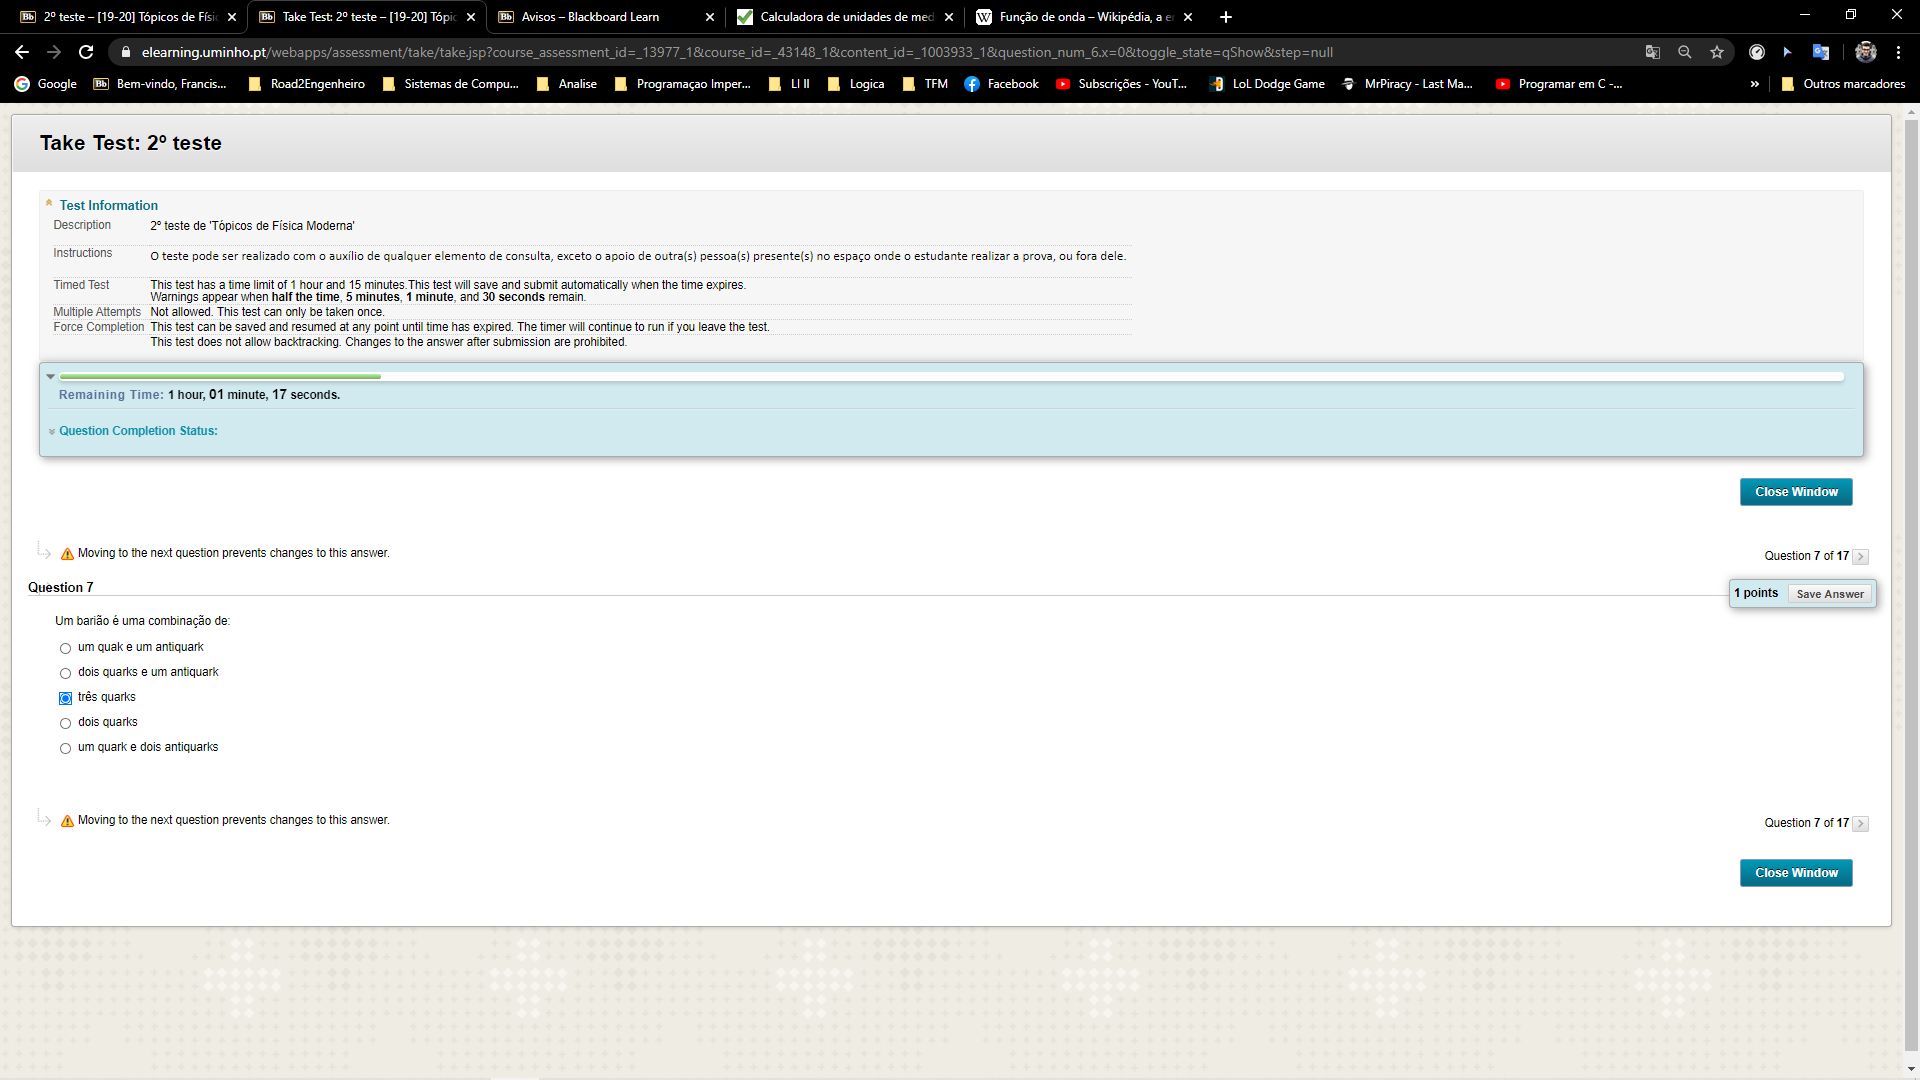 2º teste – [19-20] Tópicos de Físi
Take Test: 2º teste – [19-20] Tópic
Avisos – Blackboard Learn
Calculadora de unidades de med
Função de onda – Wikipédia, a e
elearning.uminho.pt/webapps/assessment/take/take.jsp?course_assessment_id=_13977_1&course_id=_43148_1&content_id=_1003933_1&question_num_6.x=0&toggle_state=qShow&step=null
Google
Bem-vindo, Francis...
Road2Engenheiro
Sistemas de Compu...
Analise
Programaçao Imper...
LI II
Logica
TFM
Facebook
Subscrições - YouT...
LoL Dodge Game
MrPiracy - Last Ma...
Programar em C -...
»
Outros marcadores
Take Test: 2º teste
Test Information
Description 2º teste de 'Tópicos de Física Moderna'
Instructions O teste pode ser realizado com o auxílio de qualquer elemento de consulta, exceto o apoio de outra(s) pessoa(s) presente(s) no espaço onde o estudante realizar a prova, ou fora dele.
Timed Test This test has a time limit of 1 hour and 15 minutes.This test will save and submit automatically when the time expires.
Warnings appear when half the time, 5 minutes, 1 minute, and 30 seconds remain.
Multiple Attempts Not allowed. This test can only be taken once.
Force Completion This test can be saved and resumed at any point until time has expired. The timer will continue to run if you leave the test.
This test does not allow backtracking. Changes to the answer after submission are prohibited.
Remaining Time: 1 hour, 01 minute, 17 seconds.
Question Completion Status:
Close Window
Moving to the next question prevents changes to this answer.
Question 7 of 17
Question 7
1 points Save Answer
Um barião é uma combinação de:
um quak e um antiquark
dois quarks e um antiquark
três quarks
dois quarks
um quark e dois antiquarks
Moving to the next question prevents changes to this answer.
Question 7 of 17
Close Window